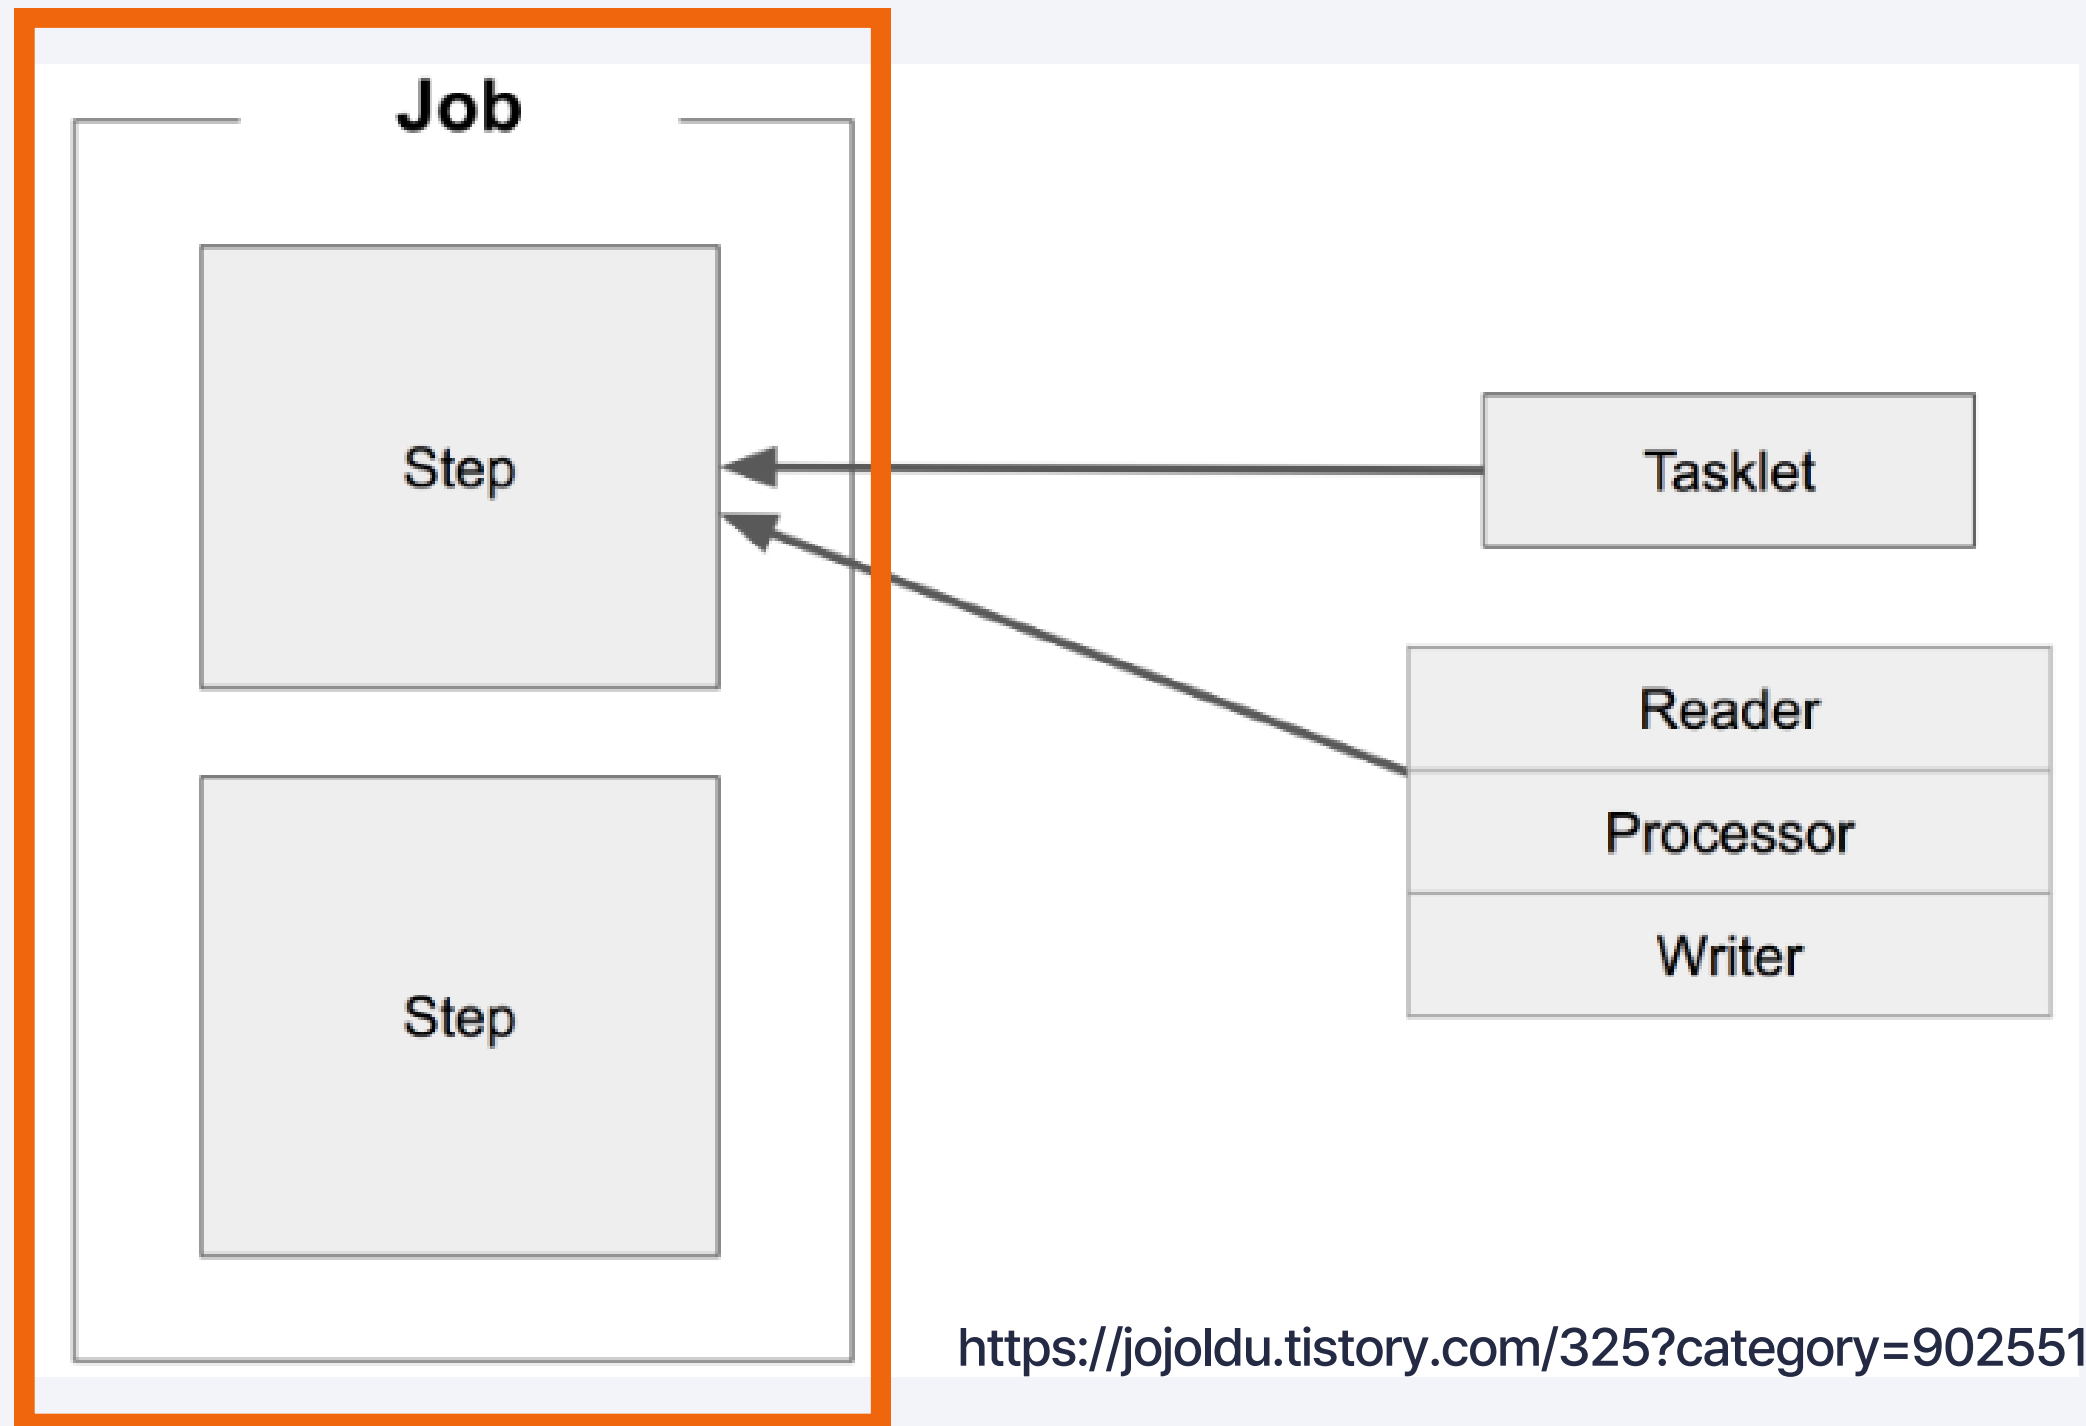 Job
Step
Tasklet
Reader
Processor
Writer
Step
https://jojoldu.tistory.com/325?category=902551